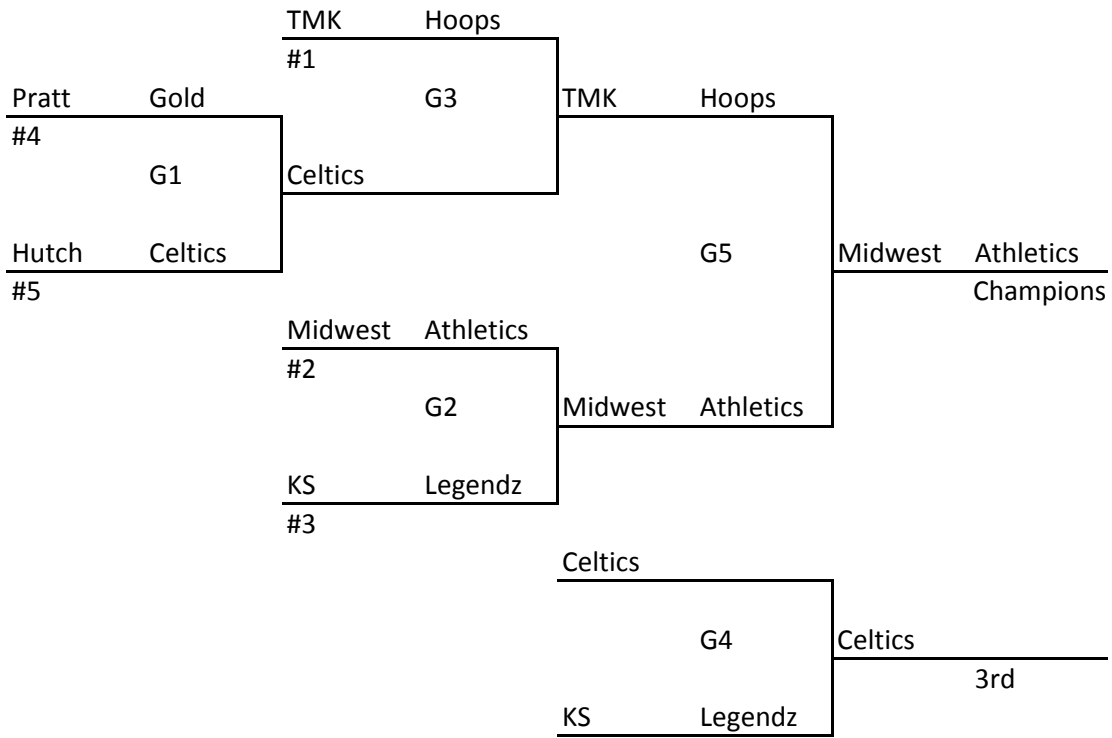 TMK Hoops
#1
Pratt Gold G3 TMK Hoops
#4
G1 Celtics
Hutch Celtics G5 Midwest Athletics
#5 Champions
Midwest Athletics
#2
G2 Midwest Athletics
KS Legendz
#3
Celtics
G4 Celtics
3rd
KS Legendz